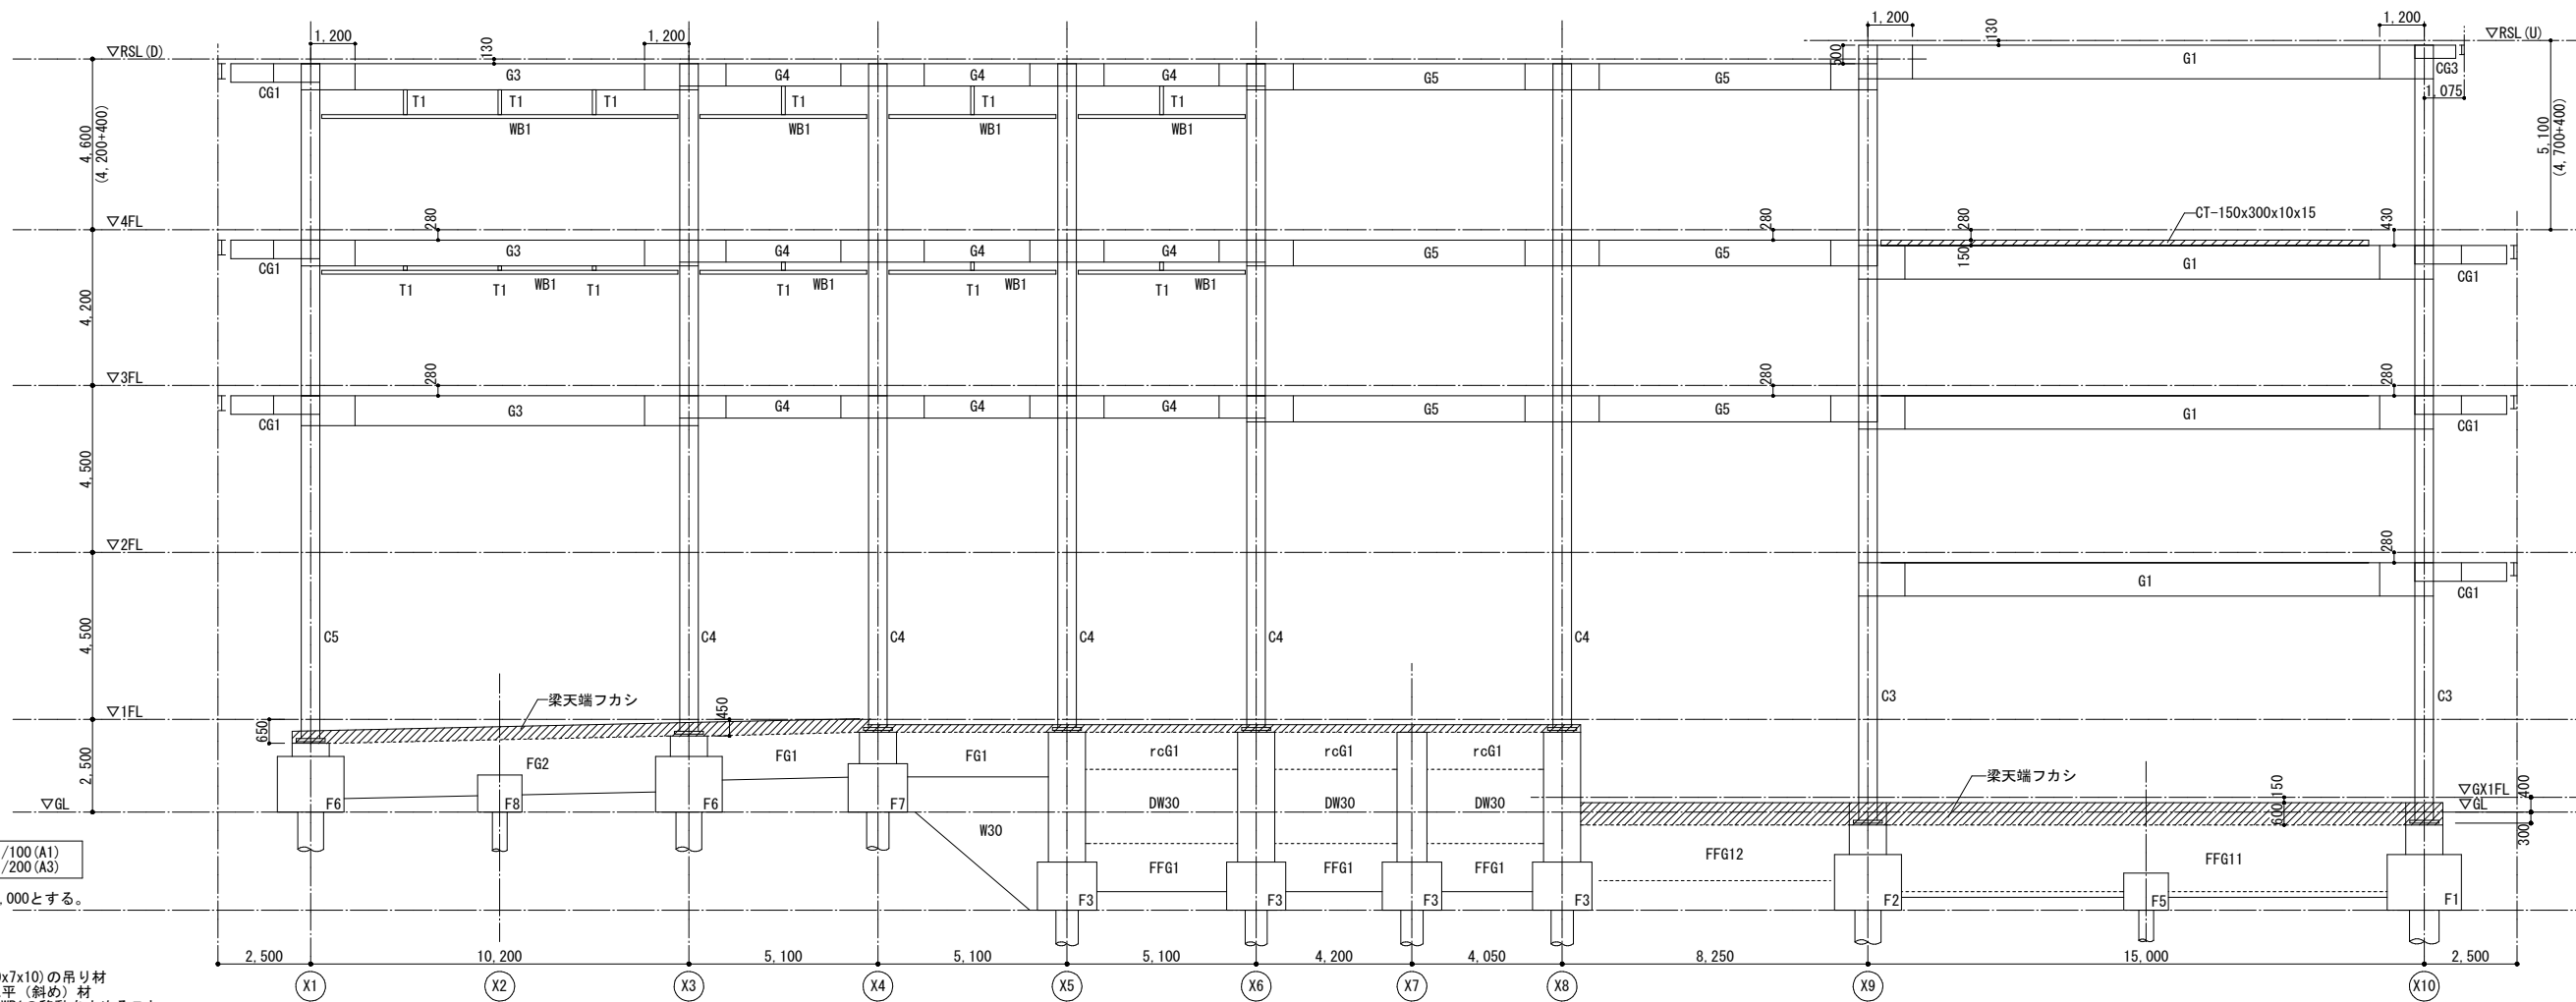 1,200
1,200
1,200
1,200
▽RSL(D)
130
500
130
▽RSL(U)
CG1
G3
G4
G4
G4
G5
G5
G1
CG3
1,075
T1
T1
T1
T1
T1
T1
WB1
WB1
WB1
WB1
4,600
(4,200+400)
5,100
(4,700+400)
▽4FL
280
280
280
150
CT-150x300x10x15
430
CG1
G3
G4
G4
G4
G5
G5
G1
CG1
T1
T1
WB1
T1
T1
WB1
T1
WB1
T1
WB1
4,200
▽3FL
280
280
280
CG1
G3
G4
G4
G4
G5
G5
G1
CG1
4,500
▽2FL
280
G1
CG1
4,500
C5
C4
C4
C4
C4
C4
C3
C3
梁天端フカシ
▽1FL
650
450
2,500
FG2
FG1
FG1
rcG1
rcG1
rcG1
梁天端フカシ
▽GL
F6
F8
F6
F7
DW30
DW30
DW30
600
150
▽GX1FL
▽GL
400
300
W30
/100(A1)
/200(A3)
FFG1
FFG1
FFG1
FFG12
FFG11
,000とする。
F3
F3
F3
F3
F2
F5
F1
2,500
10,200
5,100
5,100
5,100
4,200
4,050
8,250
15,000
2,500
x7x10)の吊り材
平（斜め）材
X1
X2
X3
X4
X5
X6
X7
X8
X9
X10